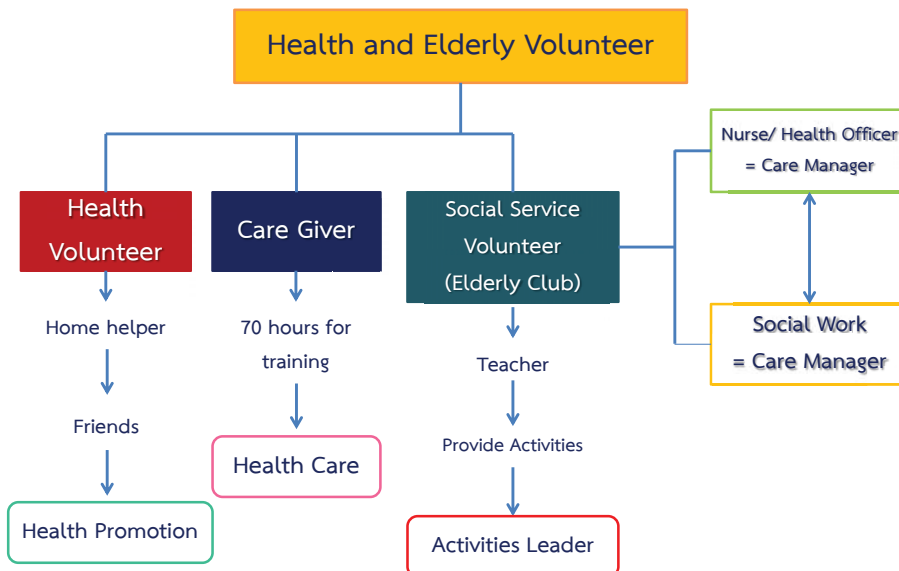 Health and Elderly Volunteer
Nurse/ Health Officer
= Care Manager
Health
Volunteer
Care Giver
Social Service
Volunteer
(Elderly Club)
Social Work
= Care Manager
Home helper
70 hours for
training
Teacher
Friends
Provide Activities
Health Care
Health Promotion
Activities Leader